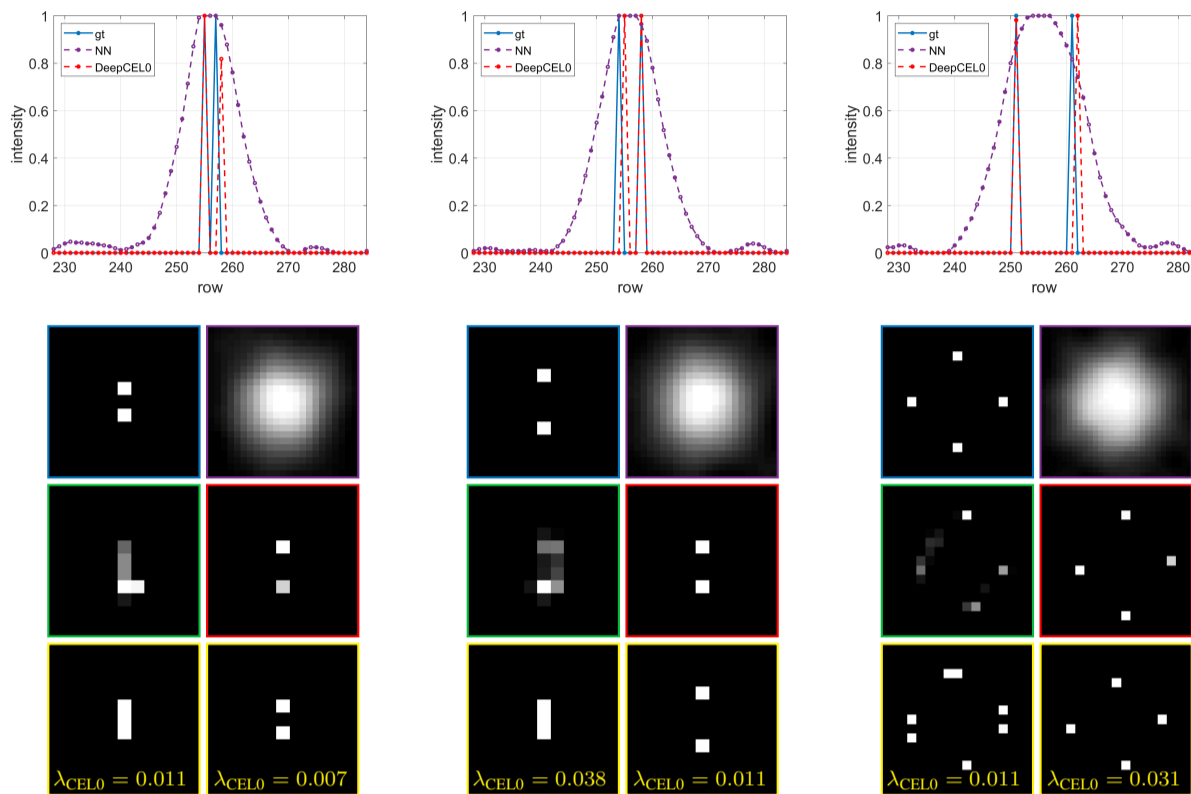 1
0.8
0.6
0.4
0.2
0
intensity
gt
NN
DeepCEL0
230 240 250 260 270 280
row
1
0.8
0.6
0.4
0.2
0
intensity
gt
NN
DeepCEL0
230 240 250 260 270 280
row
1
0.8
0.6
0.4
0.2
0
intensity
gt
NN
DeepCEL0
230 240 250 260 270 280
row
λCEL0 = 0.011
λCEL0 = 0.007
λCEL0 = 0.038
λCEL0 = 0.011
λCEL0 = 0.011
λCEL0 = 0.031